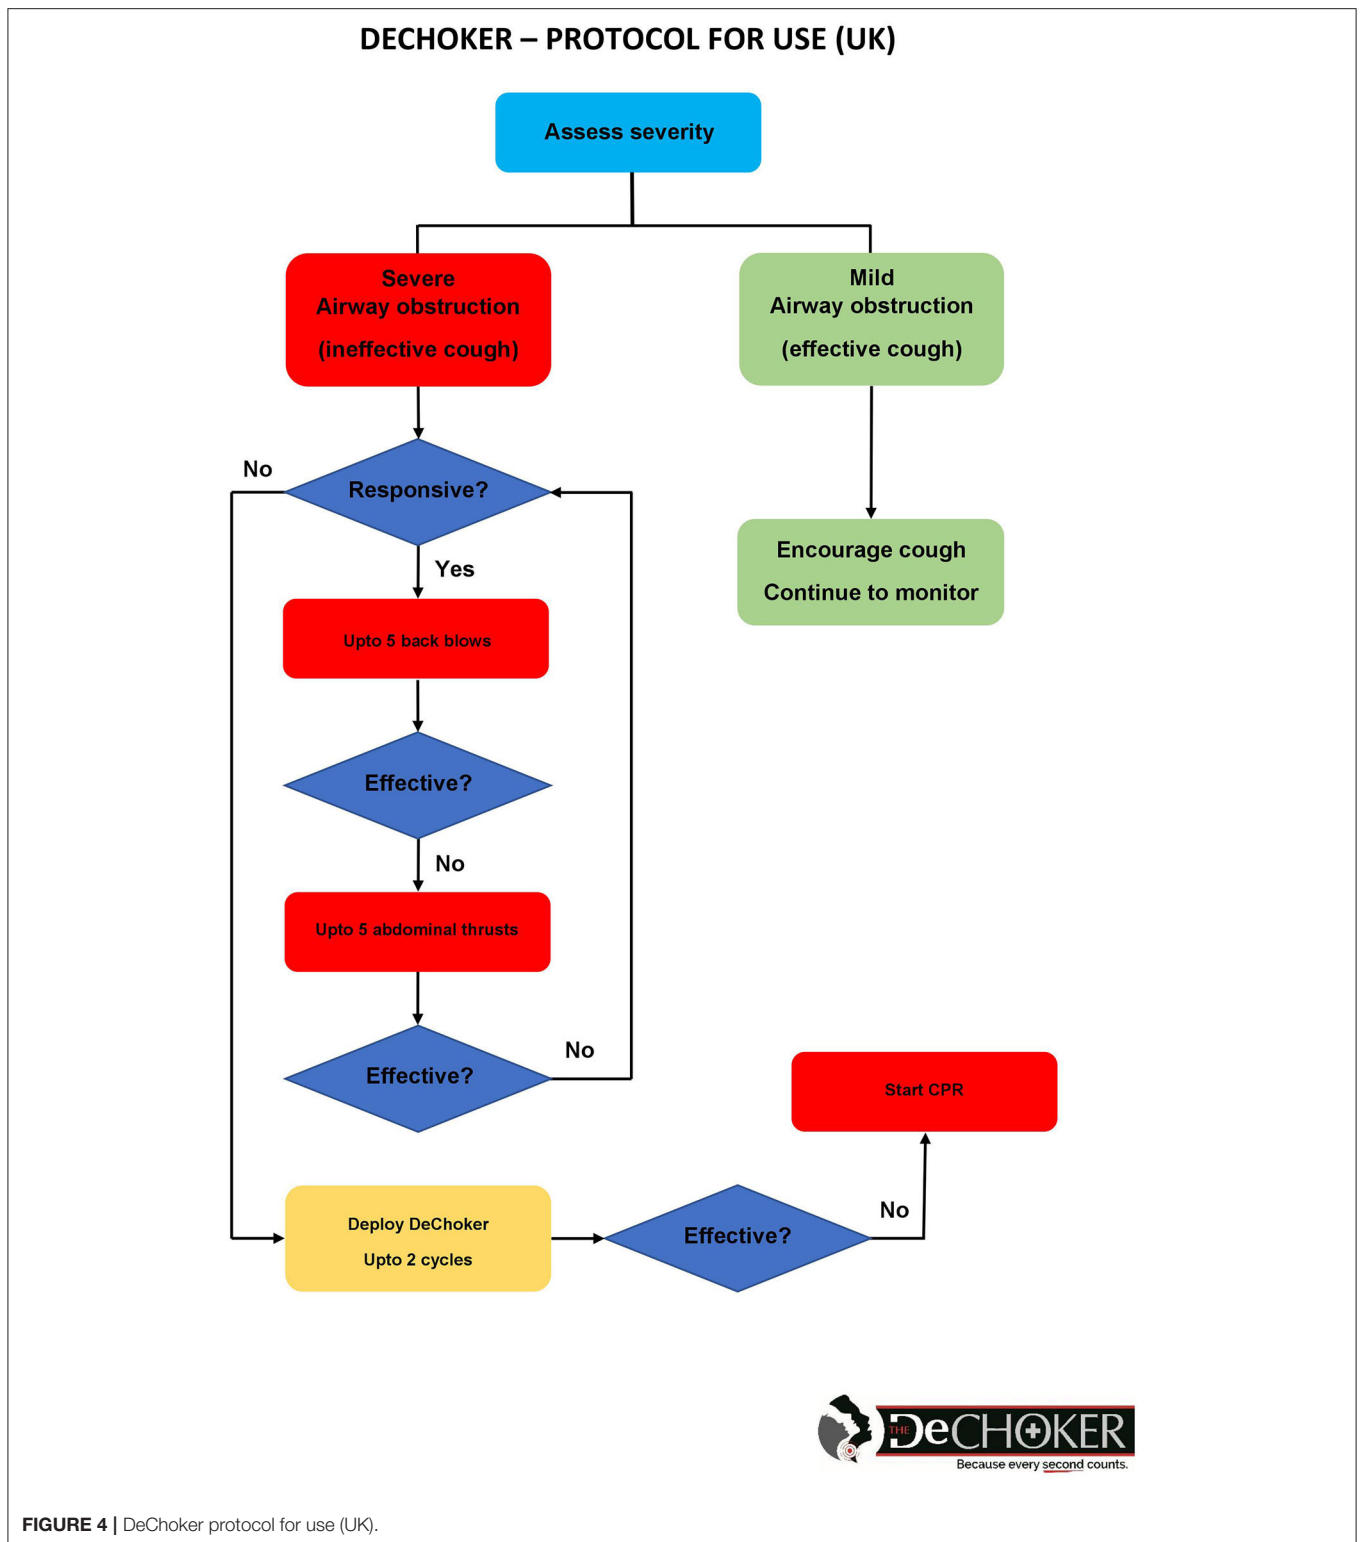 DECHOKER – PROTOCOL FOR USE (UK)
Assess severity
Severe
Airway obstruction
(ineffective cough)
Mild
Airway obstruction
(effective cough)
No
Responsive?
Yes
Encourage cough
Continue to monitor
Upto 5 back blows
Effective?
No
Upto 5 abdominal thrusts
Effective?
No
Start CPR
Deploy DeChoker
Upto 2 cycles
Effective?
No
THE DeCHOKER
Because every second counts.
FIGURE 4 | DeChoker protocol for use (UK).